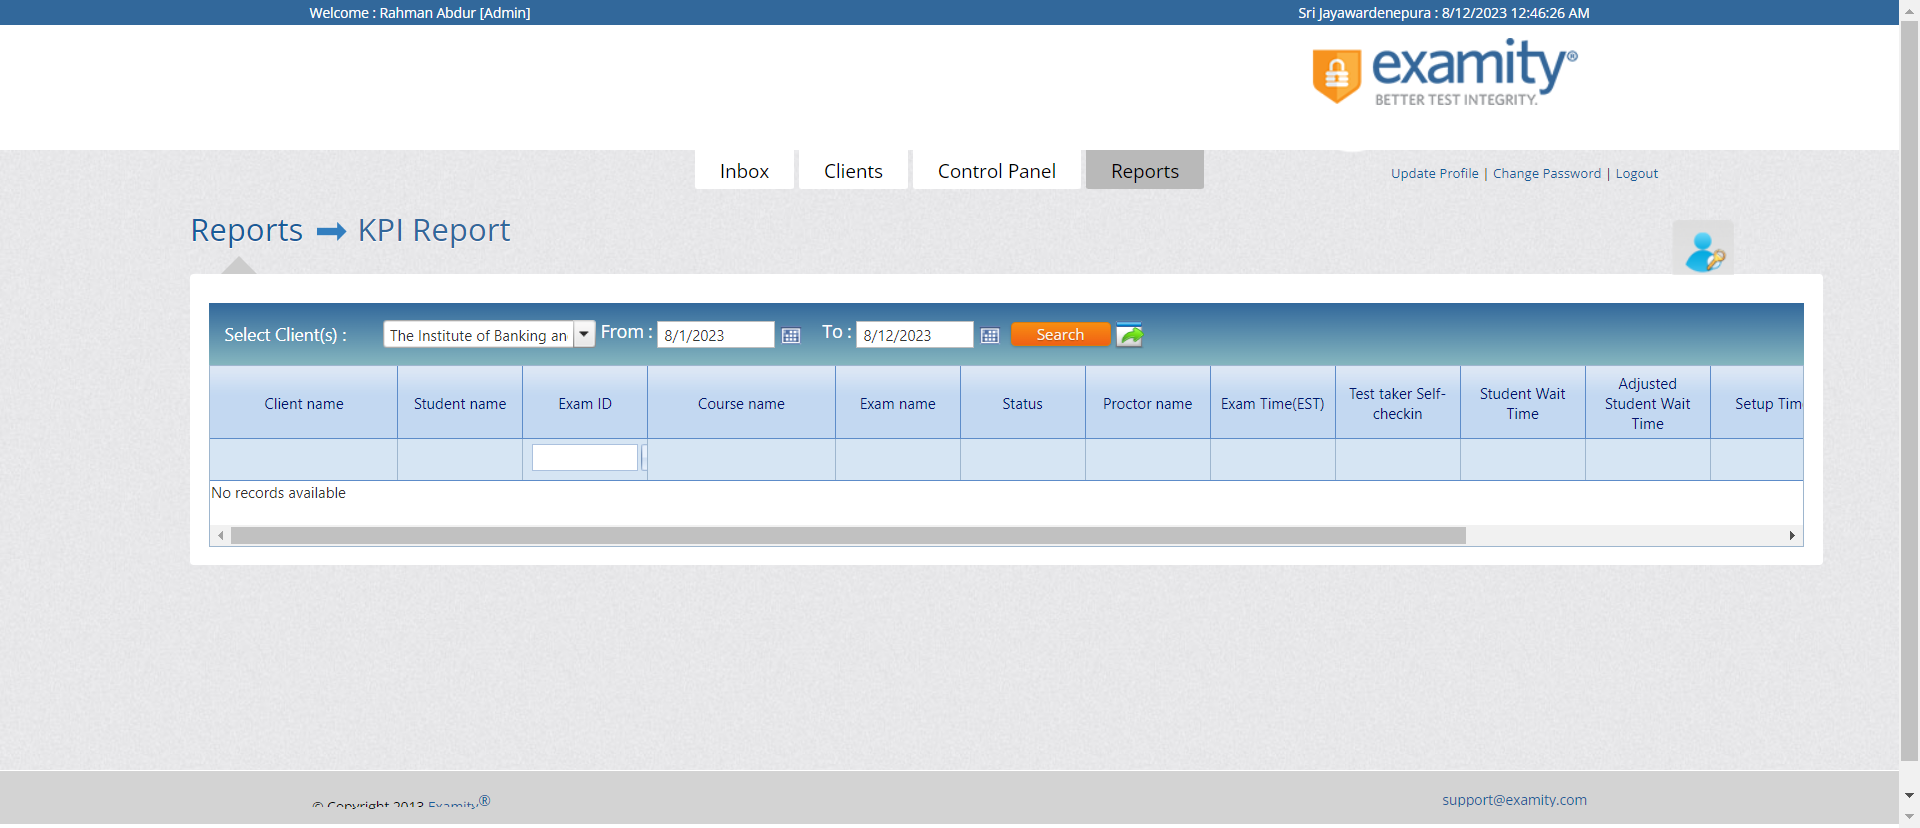 Welcome : Rahman Abdur [Admin]
Sri Jayawardenepura : 8/12/2023 12:46:26 AM
examity®
BETTER TEST INTEGRITY.
Inbox
Clients
Control Panel
Reports
Update Profile | Change Password | Logout
Reports ➡ KPI Report
Select Client(s) :
The Institute of Banking an
From :
8/1/2023
To :
8/12/2023
Search
Client name
Student name
Exam ID
Course name
Exam name
Status
Proctor name
Exam Time(EST)
Test taker Self-
checkin
Student Wait
Time
Adjusted
Student Wait
Time
Setup Tim
No records available
© Copyright 2013 Examity®
support@examity.com